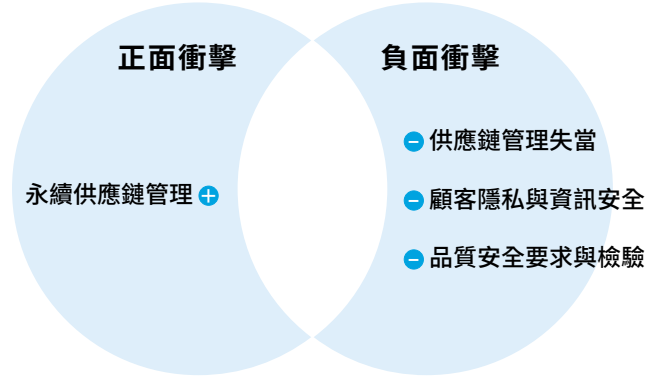 正面衝擊
負面衝擊
永續供應鏈管理
供應鏈管理失當
顧客隱私與資訊安全
品質安全要求與檢驗